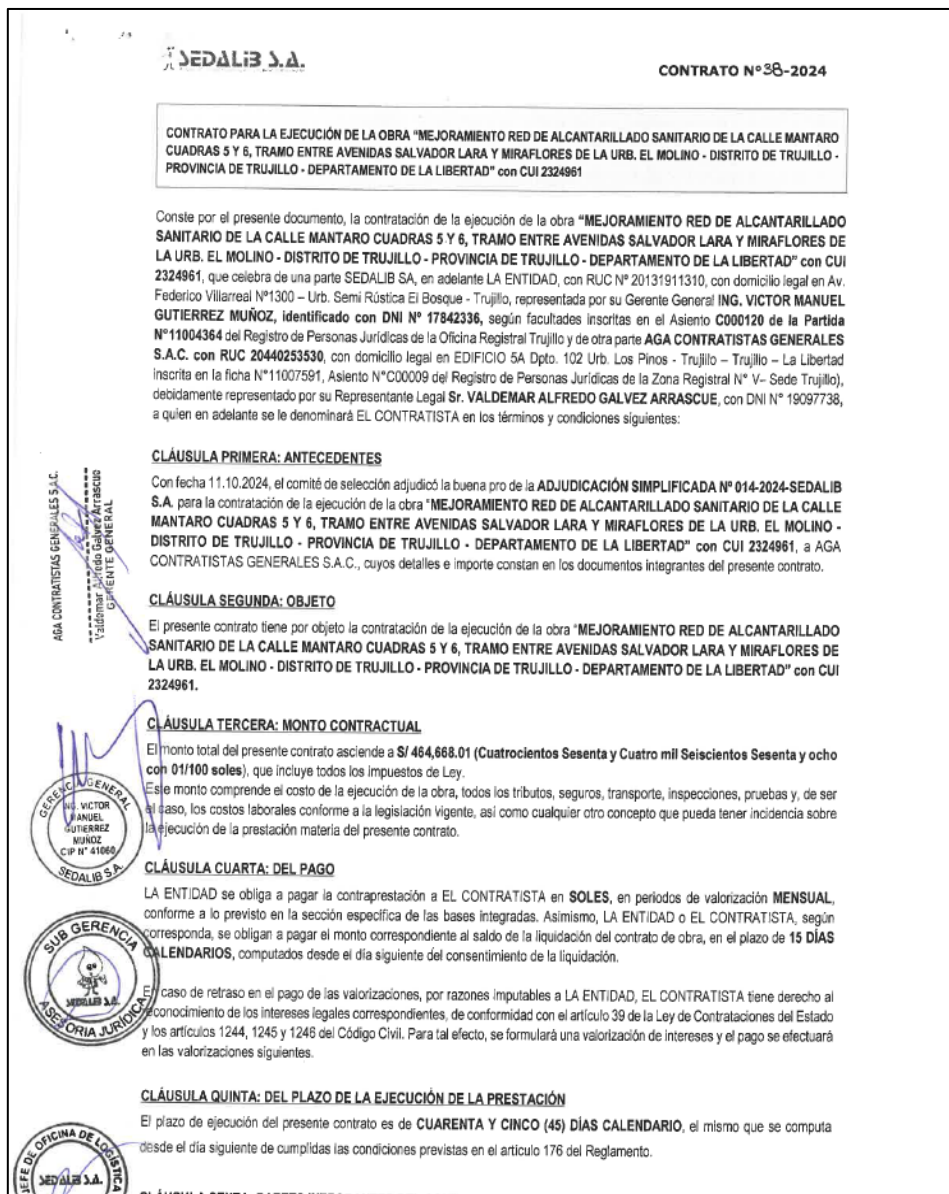 SEDALIB S.A.
CONTRATO N°38-2024
CONTRATO PARA LA EJECUCIÓN DE LA OBRA "MEJORAMIENTO RED DE ALCANTARILLADO SANITARIO DE LA CALLE MANTARO
CUADRAS 5 Y 6, TRAMO ENTRE AVENIDAS SALVADOR LARA Y MIRAFLORES DE LA URB. EL MOLINO - DISTRITO DE TRUJILLO -
PROVINCIA DE TRUJILLO - DEPARTAMENTO DE LA LIBERTAD" con CUI 2324961
Conste por el presente documento, la contratación de la ejecución de la obra "MEJORAMIENTO RED DE ALCANTARILLADO
SANITARIO DE LA CALLE MANTARO CUADRAS 5 Y 6, TRAMO ENTRE AVENIDAS SALVADOR LARA Y MIRAFLORES DE
LA URB. EL MOLINO - DISTRITO DE TRUJILLO - PROVINCIA DE TRUJILLO - DEPARTAMENTO DE LA LIBERTAD" con CUI
2324961, que celebra de una parte SEDALIB SA, en adelante LA ENTIDAD, con RUC Nº 20131911310, con domicilio legal en Av.
Federico Villarreal Nº1300 – Urb. Semi Rústica El Bosque - Trujillo, representada por su Gerente General ING. VICTOR MANUEL
GUTIERREZ MUÑOZ, identificado con DNI Nº 17842336, según facultades inscritas en el Asiento C000120 de la Partida
N°11004364 del Registro de Personas Jurídicas de la Oficina Registral Trujillo y de otra parte AGA CONTRATISTAS GENERALES
S.A.C. con RUC 20440253530, con domicilio legal en EDIFICIO 5A Dpto. 102 Urb. Los Pinos - Trujillo – Trujillo – La Libertad
inscrita en la ficha N°11007591, Asiento N°C00009 del Registro de Personas Jurídicas de la Zona Registral N° V– Sede Trujillo),
debidamente representado por su Representante Legal Sr. VALDEMAR ALFREDO GALVEZ ARRASCUE, con DNI N° 19097738,
a quien en adelante se le denominará EL CONTRATISTA en los términos y condiciones siguientes:
CLÁUSULA PRIMERA: ANTECEDENTES
Con fecha 11.10.2024, el comité de selección adjudicó la buena pro de la ADJUDICACIÓN SIMPLIFICADA Nº 014-2024-SEDALIB
S.A. para la contratación de la ejecución de la obra "MEJORAMIENTO RED DE ALCANTARILLADO SANITARIO DE LA CALLE
MANTARO CUADRAS 5 Y 6, TRAMO ENTRE AVENIDAS SALVADOR LARA Y MIRAFLORES DE LA URB. EL MOLINO -
DISTRITO DE TRUJILLO - PROVINCIA DE TRUJILLO - DEPARTAMENTO DE LA LIBERTAD" con CUI 2324961, a AGA
CONTRATISTAS GENERALES S.A.C., cuyos detalles e importe constan en los documentos integrantes del presente contrato.
AGA CONTRATISTAS GENERALES S.A.C.
Valdemar Alfredo Galvez Arrascue
GERENTE GENERAL
CLÁUSULA SEGUNDA: OBJETO
El presente contrato tiene por objeto la contratación de la ejecución de la obra "MEJORAMIENTO RED DE ALCANTARILLADO
SANITARIO DE LA CALLE MANTARO CUADRAS 5 Y 6, TRAMO ENTRE AVENIDAS SALVADOR LARA Y MIRAFLORES DE
LA URB. EL MOLINO - DISTRITO DE TRUJILLO - PROVINCIA DE TRUJILLO - DEPARTAMENTO DE LA LIBERTAD" con CUI
2324961.
CLÁUSULA TERCERA: MONTO CONTRACTUAL
El monto total del presente contrato asciende a S/ 464,668.01 (Cuatrocientos Sesenta y Cuatro mil Seiscientos Sesenta y ocho
con 01/100 soles), que incluye todos los impuestos de Ley.
Este monto comprende el costo de la ejecución de la obra, todos los tributos, seguros, transporte, inspecciones, pruebas y, de ser
el caso, los costos laborales conforme a la legislación vigente, así como cualquier otro concepto que pueda tener incidencia sobre
la ejecución de la prestación materia del presente contrato.
GERENCIA GENERAL
ING. VICTOR
MANUEL
GUTIERREZ
MUÑOZ
CIP N° 41060
SEDALIB S.A.
CLÁUSULA CUARTA: DEL PAGO
LA ENTIDAD se obliga a pagar la contraprestación a EL CONTRATISTA en SOLES, en periodos de valorización MENSUAL,
conforme a lo previsto en la sección específica de las bases integradas. Asimismo, LA ENTIDAD o EL CONTRATISTA, según
corresponda, se obligan a pagar el monto correspondiente al saldo de la liquidación del contrato de obra, en el plazo de 15 DÍAS
CALENDARIOS, computados desde el día siguiente del consentimiento de la liquidación.
SUB GERENCIA
SEDALIB S.A.
ASESORIA JURÍDICA
En caso de retraso en el pago de las valorizaciones, por razones imputables a LA ENTIDAD, EL CONTRATISTA tiene derecho al
reconocimiento de los intereses legales correspondientes, de conformidad con el artículo 39 de la Ley de Contrataciones del Estado
y los artículos 1244, 1245 y 1246 del Código Civil. Para tal efecto, se formulará una valorización de intereses y el pago se efectuará
en las valorizaciones siguientes.
CLÁUSULA QUINTA: DEL PLAZO DE LA EJECUCIÓN DE LA PRESTACIÓN
El plazo de ejecución del presente contrato es de CUARENTA Y CINCO (45) DÍAS CALENDARIO, el mismo que se computa
desde el día siguiente de cumplidas las condiciones previstas en el artículo 176 del Reglamento.
JEFE DE OFICINA DE LOGÍSTICA
SEDALIB S.A.